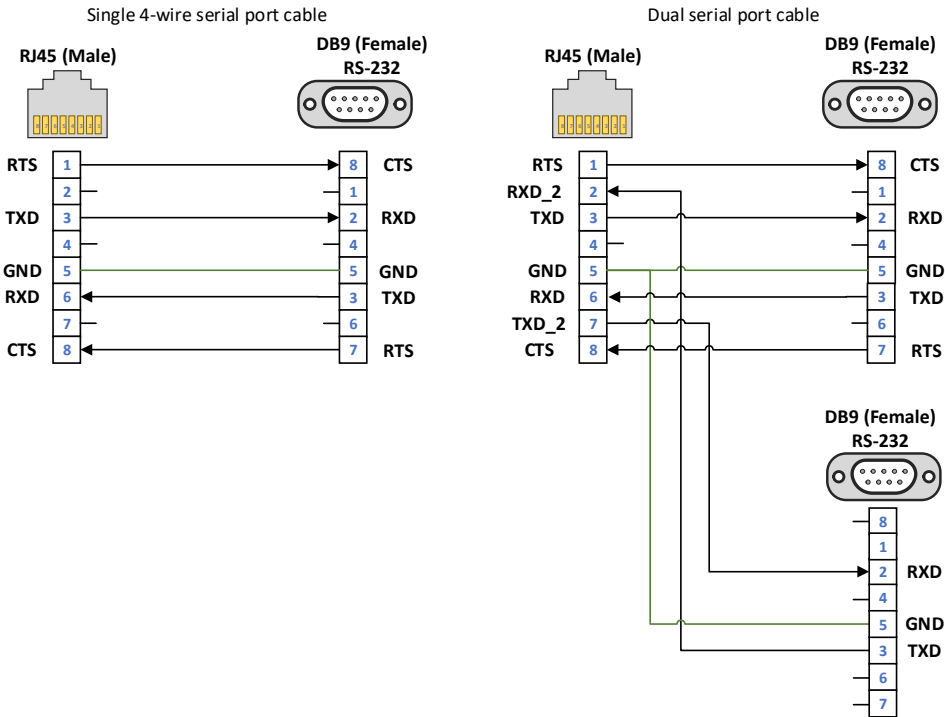 Single 4-wire serial port cable
RJ45 (Male)
DB9 (Female)
RS-232
RTS 1 8 CTS
2 1
TXD 3 2 RXD
4 4
GND 5 5 GND
RXD 6 3 TXD
7 6
CTS 8 7 RTS
Dual serial port cable
RJ45 (Male)
DB9 (Female)
RS-232
RTS 1 8 CTS
RXD_2 2 1
TXD 3 2 RXD
4 4
GND 5 5 GND
RXD 6 3 TXD
TXD_2 7 6
CTS 8 7 RTS
DB9 (Female)
RS-232
8
1
2 RXD
4
5 GND
3 TXD
6
7